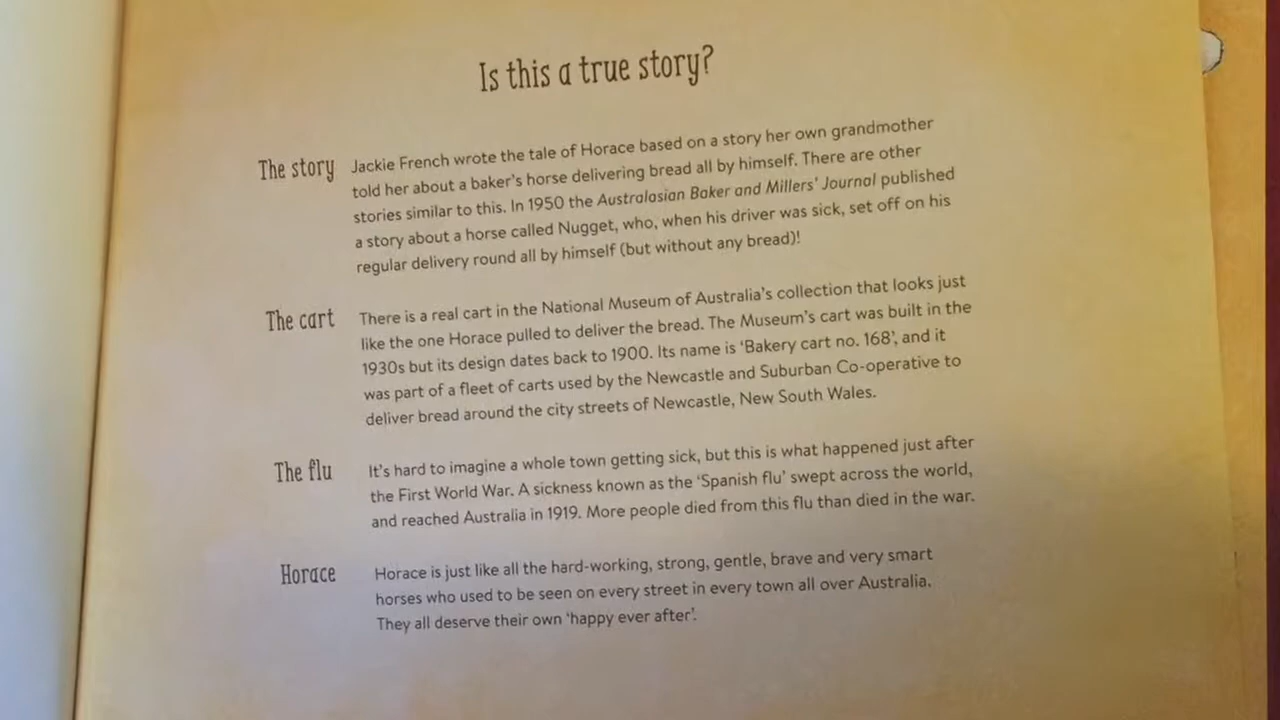 Is this a true story?
The story
Jackie French wrote the tale of Horace based on a story her own grandmother
told her about a baker's horse delivering bread all by himself. There are other
stories similar to this. In 1950 the Australasian Baker and Millers' Journal published
a story about a horse called Nugget, who, when his driver was sick, set off on his
regular delivery round all by himself (but without any bread)!
The cart
There is a real cart in the National Museum of Australia's collection that looks just
like the one Horace pulled to deliver the bread. The Museum's cart was built in the
1930s but its design dates back to 1900. Its name is 'Bakery cart no. 168', and it
was part of a fleet of carts used by the Newcastle and Suburban Co-operative to
deliver bread around the city streets of Newcastle, New South Wales.
The flu
It's hard to imagine a whole town getting sick, but this is what happened just after
the First World War. A sickness known as the 'Spanish flu' swept across the world,
and reached Australia in 1919. More people died from this flu than died in the war.
Horace
Horace is just like all the hard-working, strong, gentle, brave and very smart
horses who used to be seen on every street in every town all over Australia.
They all deserve their own 'happy ever after'.